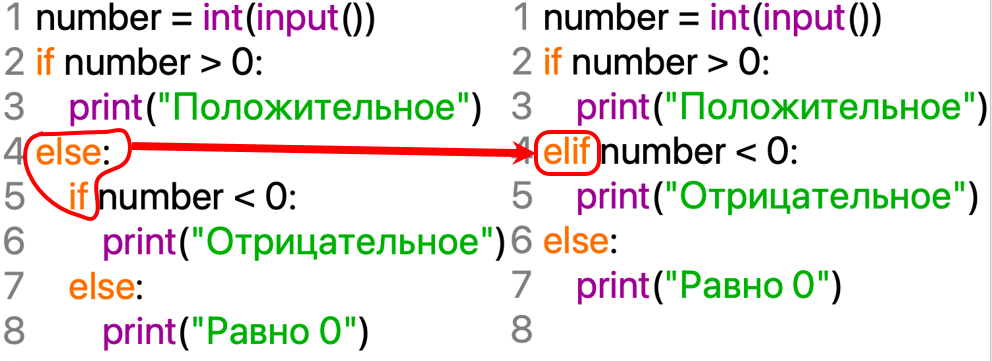 1 number = int(input())
2 if number > 0:
3 print("Положительное")
4 else:
5 if number < 0:
6 print("Отрицательное")
7 else:
8 print("Равно 0")
1 number = int(input())
2 if number > 0:
3 print("Положительное")
4 elif number < 0:
5 print("Отрицательное")
6 else:
7 print("Равно 0")
8